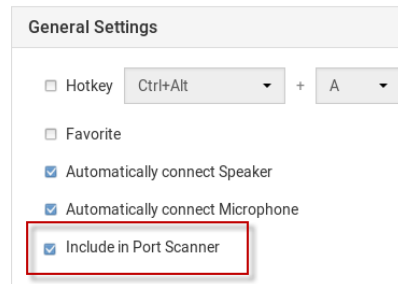 General Settings
Hotkey Ctrl+Alt + A
Favorite
Automatically connect Speaker
Automatically connect Microphone
Include in Port Scanner